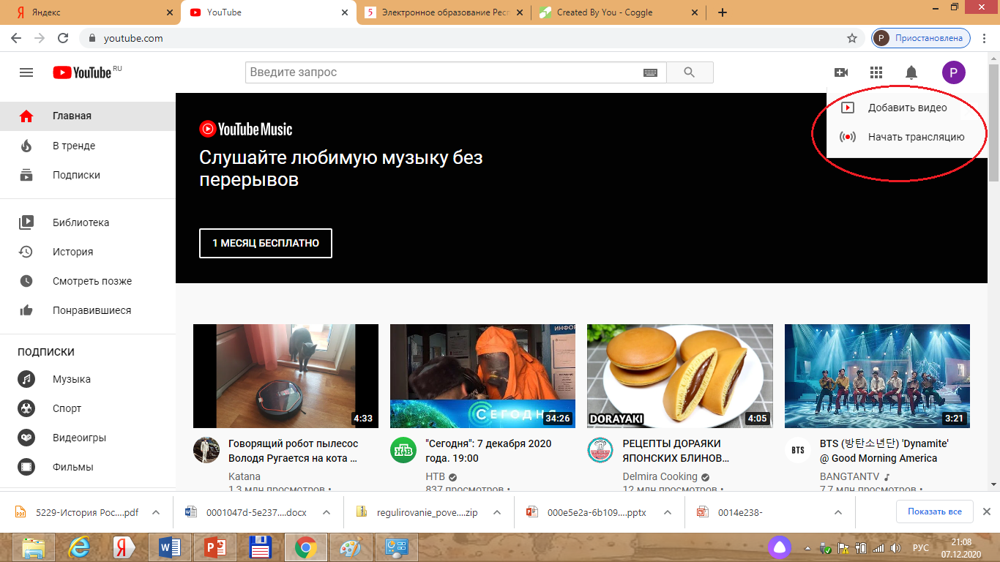 Яндекс
YouTube
Электронное образование Респ
Created By You - Coggle
youtube.com
P
Приостановлена
YouTube RU
Введите запрос
P
Добавить видео
Начать трансляцию
Главная
В тренде
Подписки
Библиотека
История
Смотреть позже
Понравившиеся
ПОДПИСКИ
Музыка
Спорт
Видеоигры
Фильмы
YouTube Music
Слушайте любимую музыку без
перерывов
1 МЕСЯЦ БЕСПЛАТНО
4:33
Говорящий робот пылесос
Володя Ругается на кота ...
Katana
1,3 млн просмотров •
ИНФОР
СЕГОДНЯ
34:26
НТВ
"Сегодня": 7 декабря 2020
года. 19:00
НТВ
837 просмотров •
DORAYAKI
4:05
РЕЦЕПТЫ ДОРАЯКИ
ЯПОНСКИХ БЛИНОВ...
Delmira Cooking
12 млн просмотров •
3:21
BTS
BTS (방탄소년단) 'Dynamite'
@ Good Morning America
BANGTANTV
7,7 млн просмотров •
5229-История Рос....pdf
0001047d-5e237....docx
regulirovanie_pove....zip
000e5e2a-6b109....pptx
0014e238-
Показать все
РУС
21:08
07.12.2020